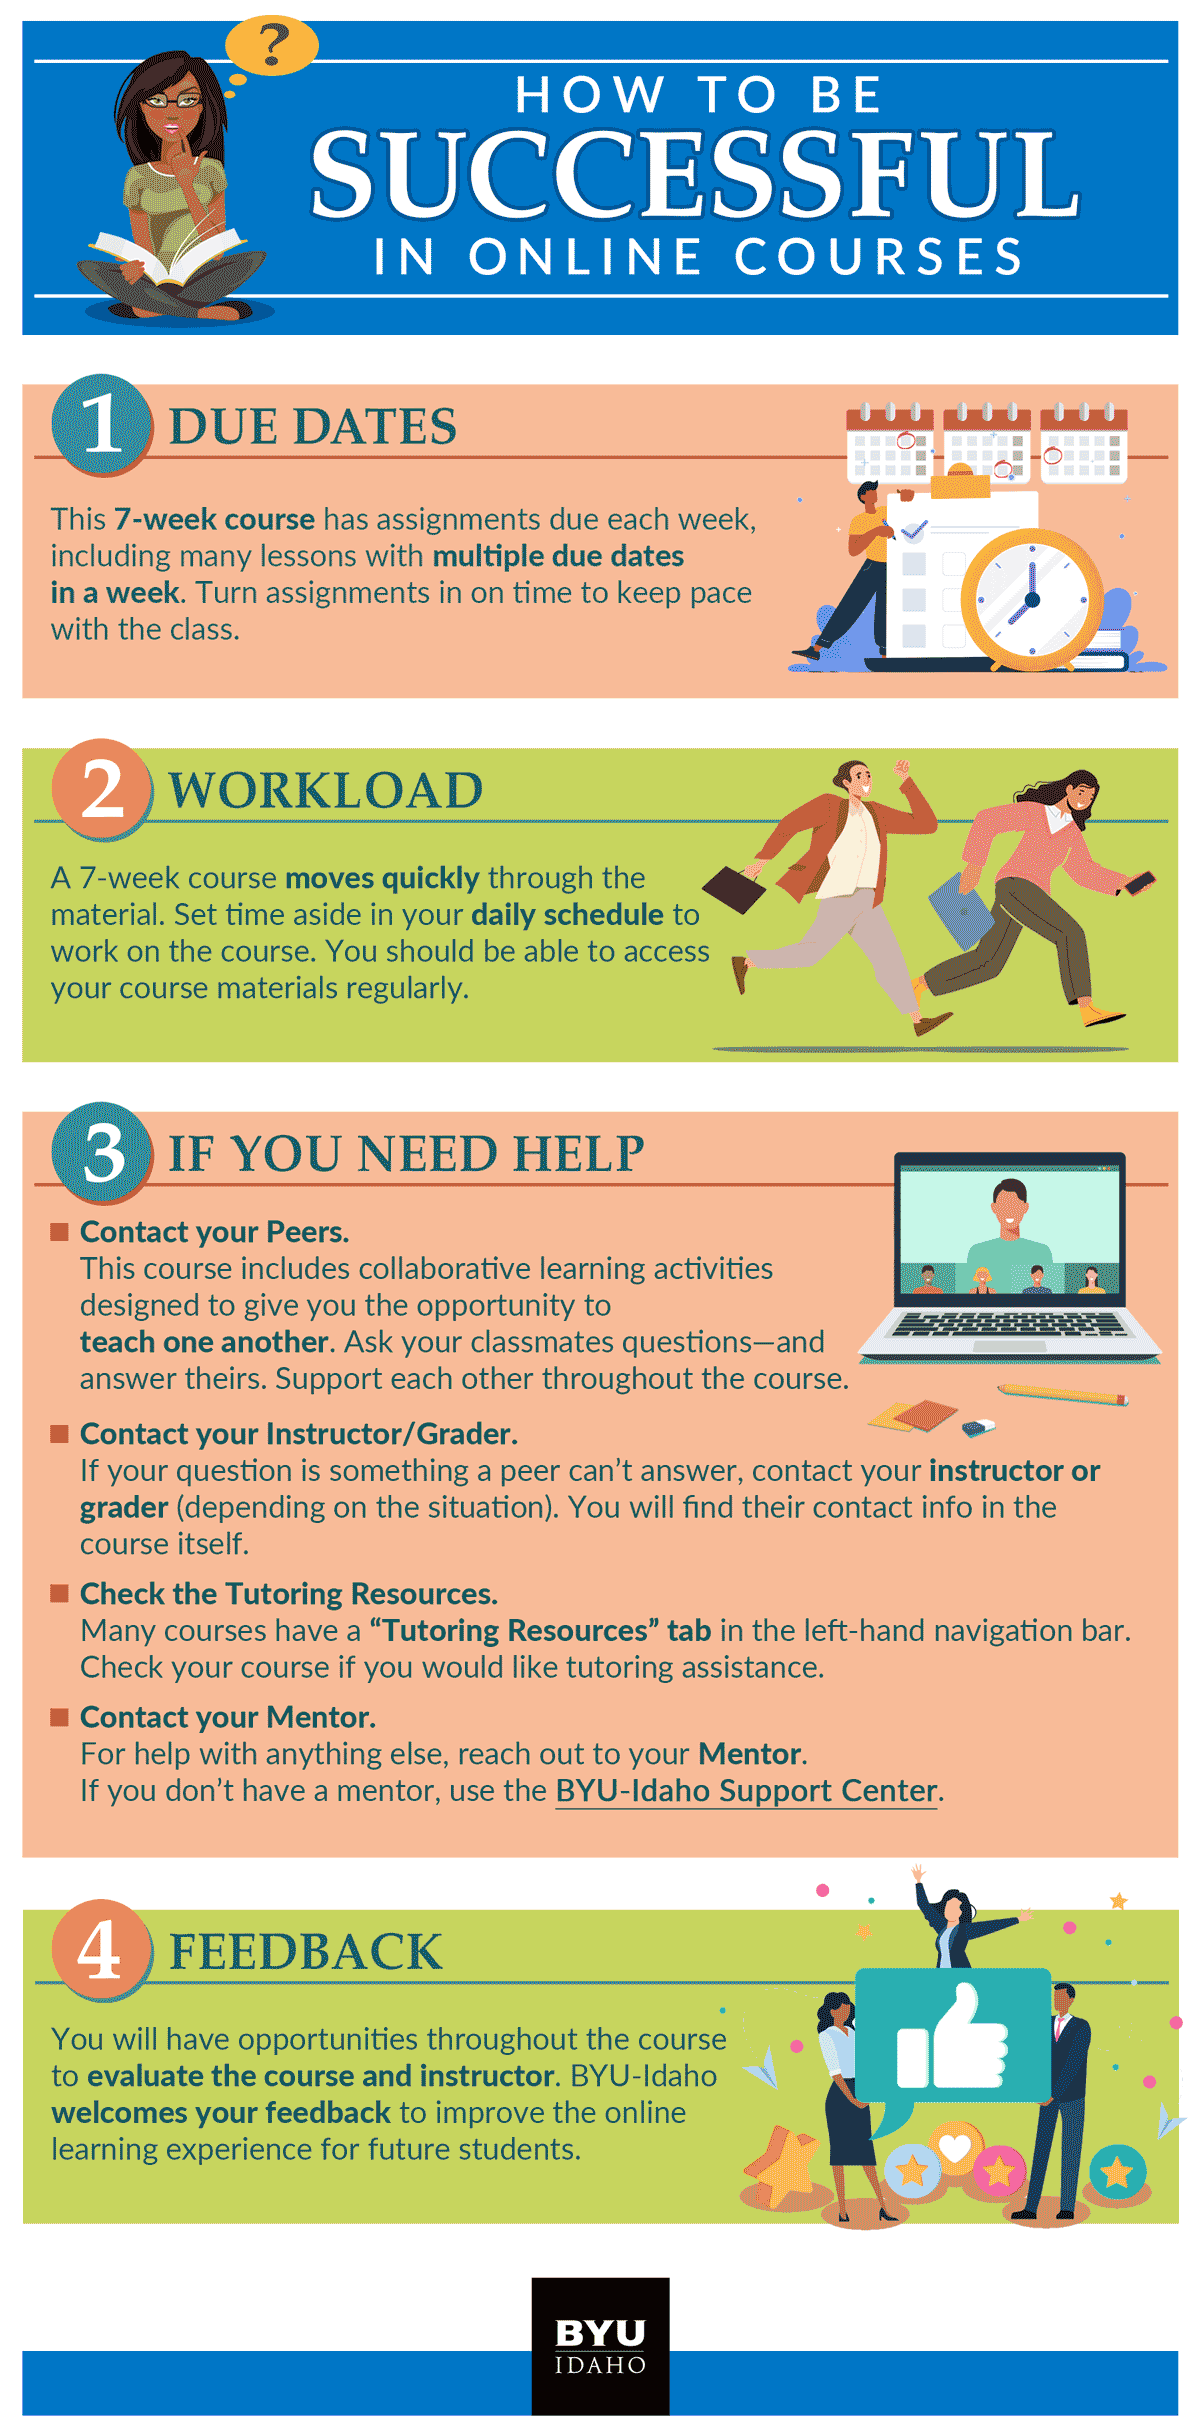 ?
HOW TO BE
SUCCESSFUL
IN ONLINE COURSES
1 DUE DATES
This 7-week course has assignments due each week,
including many lessons with multiple due dates
in a week. Turn assignments in on time to keep pace
with the class.
2 WORKLOAD
A 7-week course moves quickly through the
material. Set time aside in your daily schedule to
work on the course. You should be able to access
your course materials regularly.
3 IF YOU NEED HELP
Contact your Peers.
This course includes collaborative learning activities
designed to give you the opportunity to
teach one another. Ask your classmates questions—and
answer theirs. Support each other throughout the course.
Contact your Instructor/Grader.
If your question is something a peer can’t answer, contact your instructor or
grader (depending on the situation). You will find their contact info in the
course itself.
Check the Tutoring Resources.
Many courses have a “Tutoring Resources” tab in the left-hand navigation bar.
Check your course if you would like tutoring assistance.
Contact your Mentor.
For help with anything else, reach out to your Mentor.
If you don’t have a mentor, use the BYU-Idaho Support Center.
4 FEEDBACK
You will have opportunities throughout the course
to evaluate the course and instructor. BYU-Idaho
welcomes your feedback to improve the online
learning experience for future students.
BYU
IDAHO